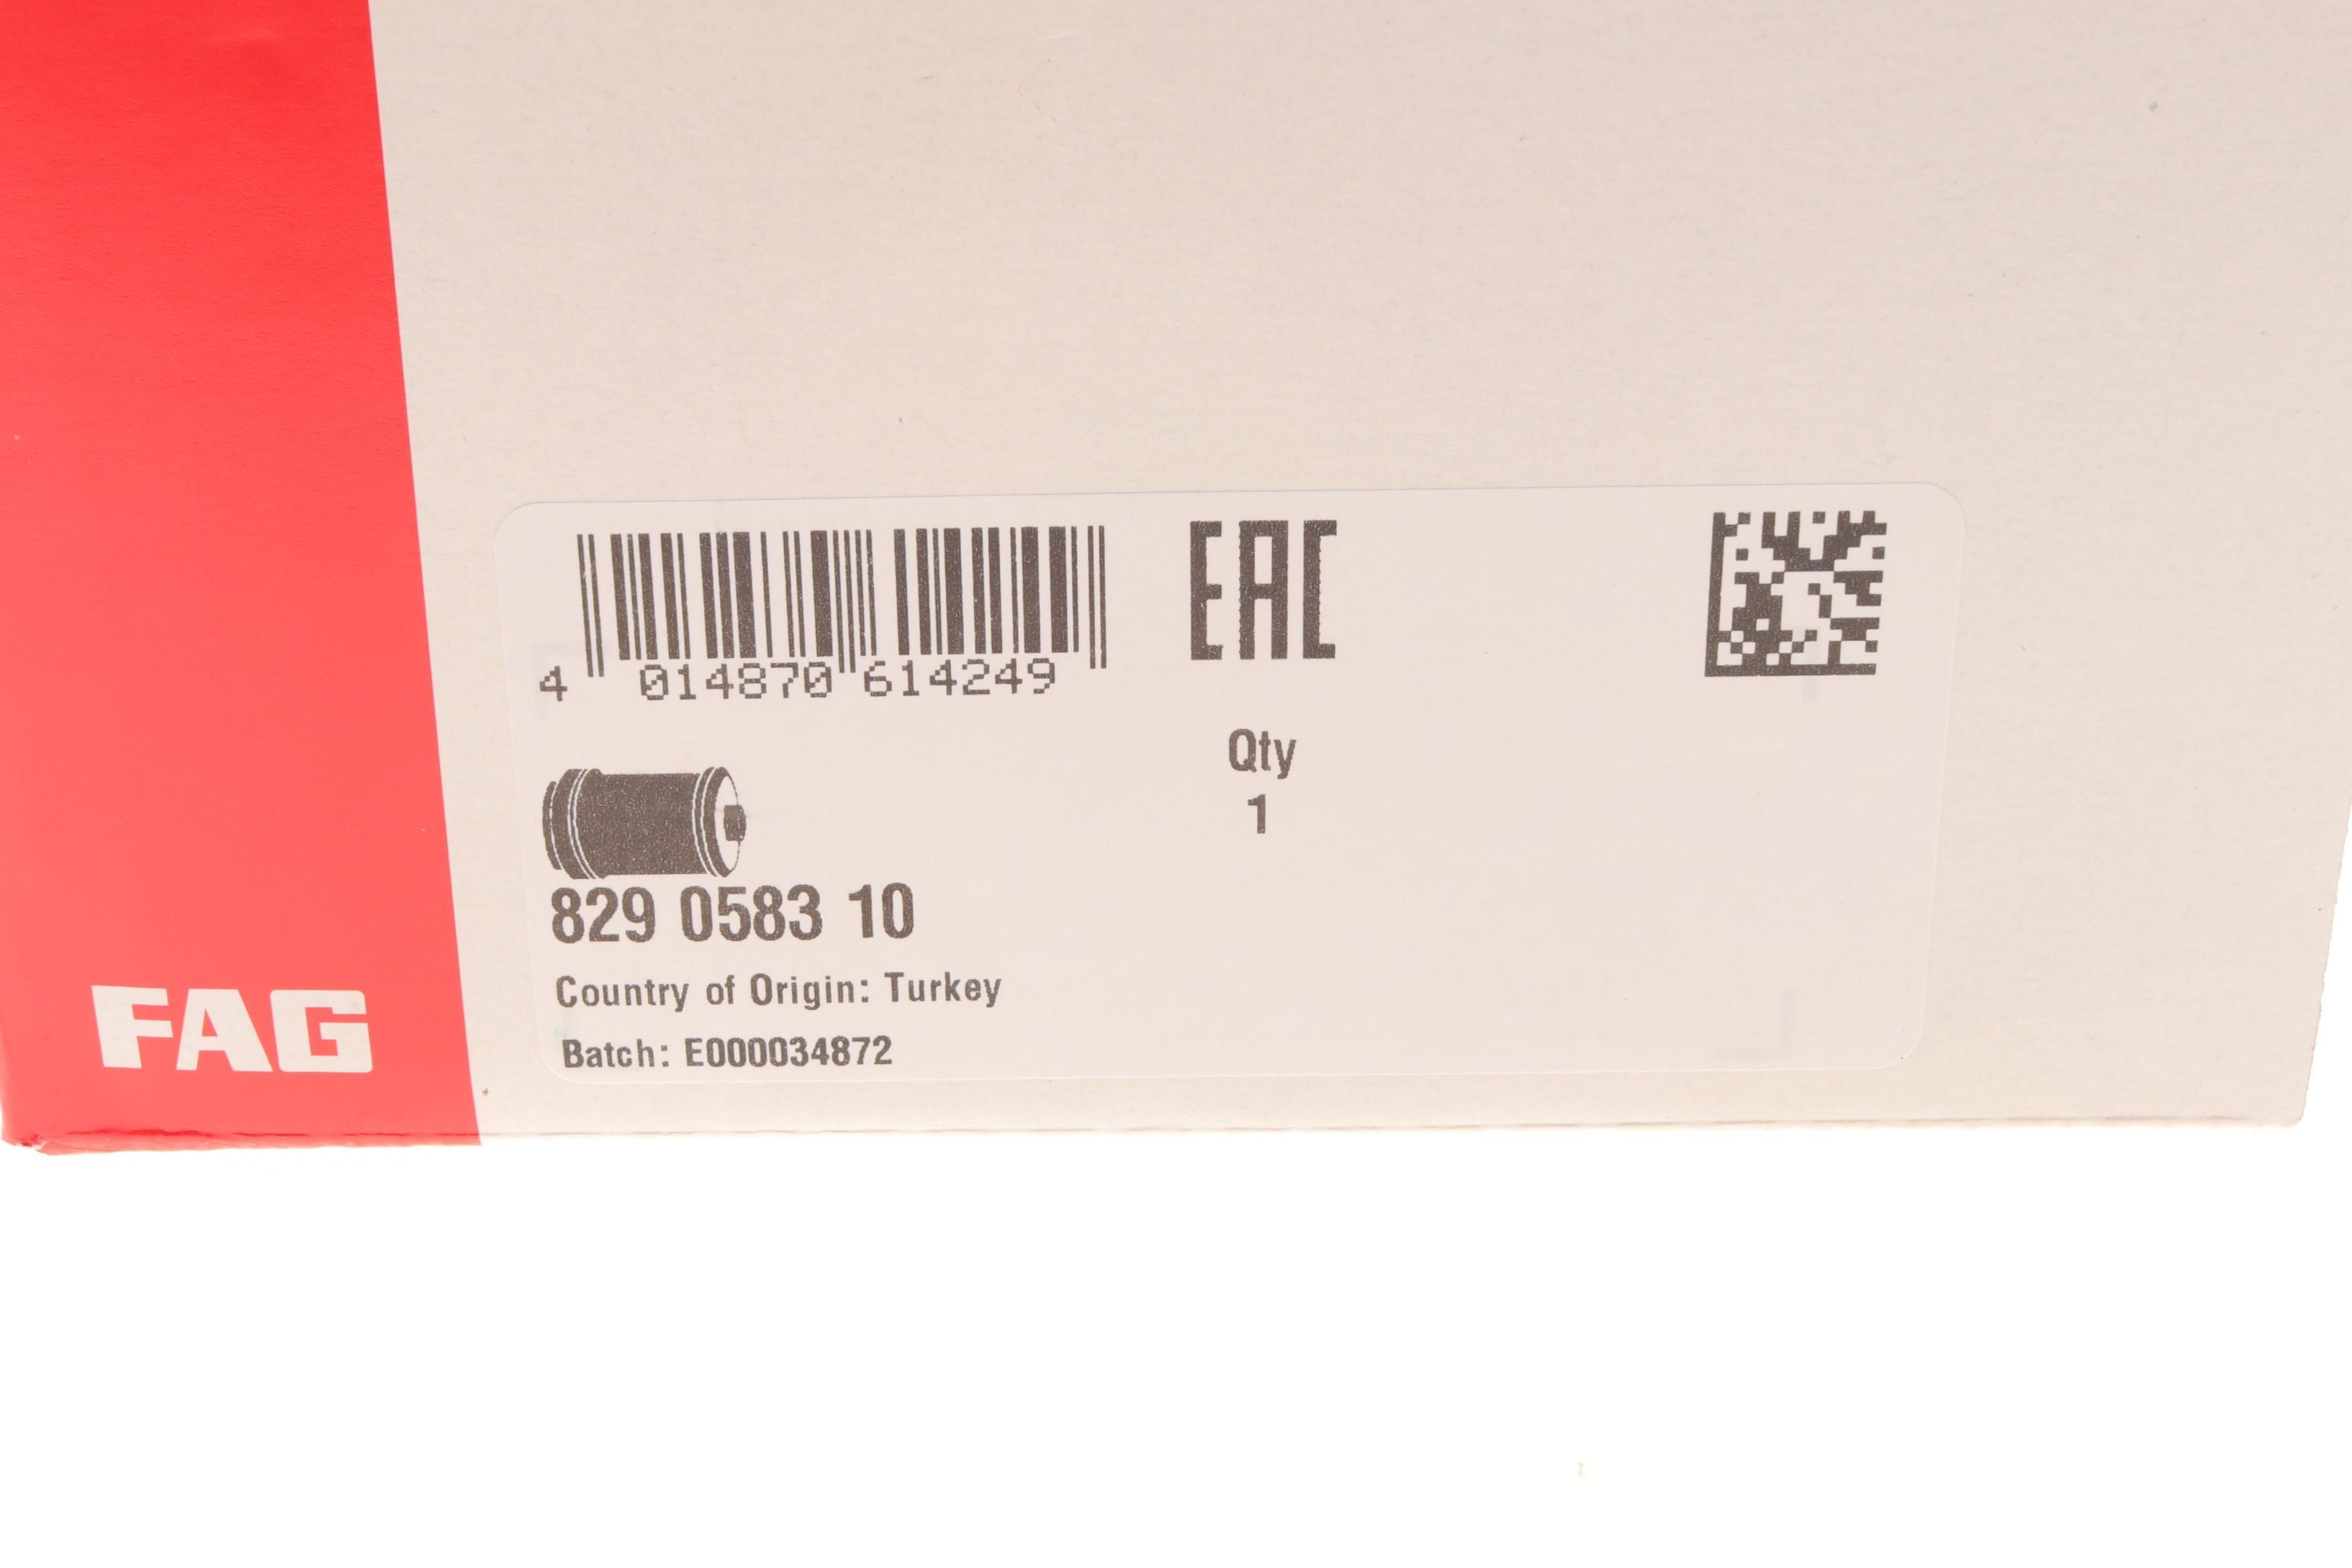 EAC
4 014870 614249
Qty
1
829 0583 10
Country of Origin: Turkey
Batch: E000034872
FAG